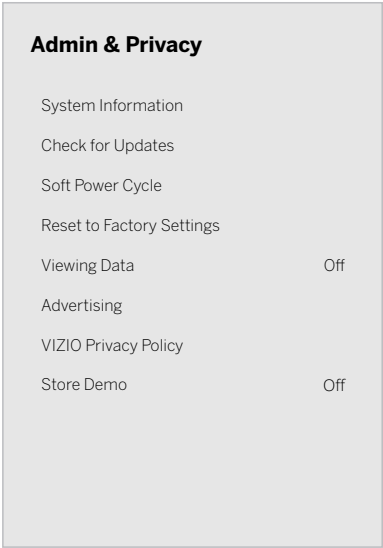 Admin & Privacy
System Information
Check for Updates
Soft Power Cycle
Reset to Factory Settings
Viewing Data Off
Advertising
VIZIO Privacy Policy
Store Demo Off